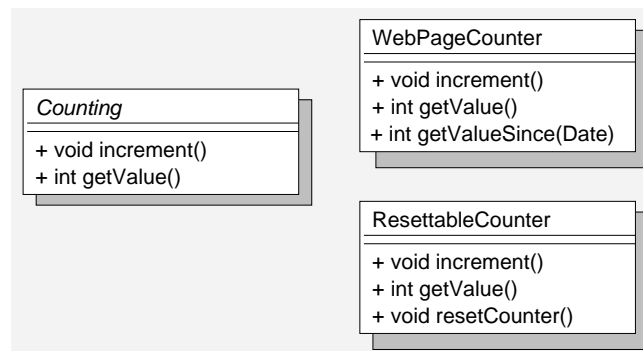 Counting
+ void increment()
+ int getValue()
WebPageCounter
+ void increment()
+ int getValue()
+ int getValueSince(Date)
ResettableCounter
+ void increment()
+ int getValue()
+ void resetCounter()